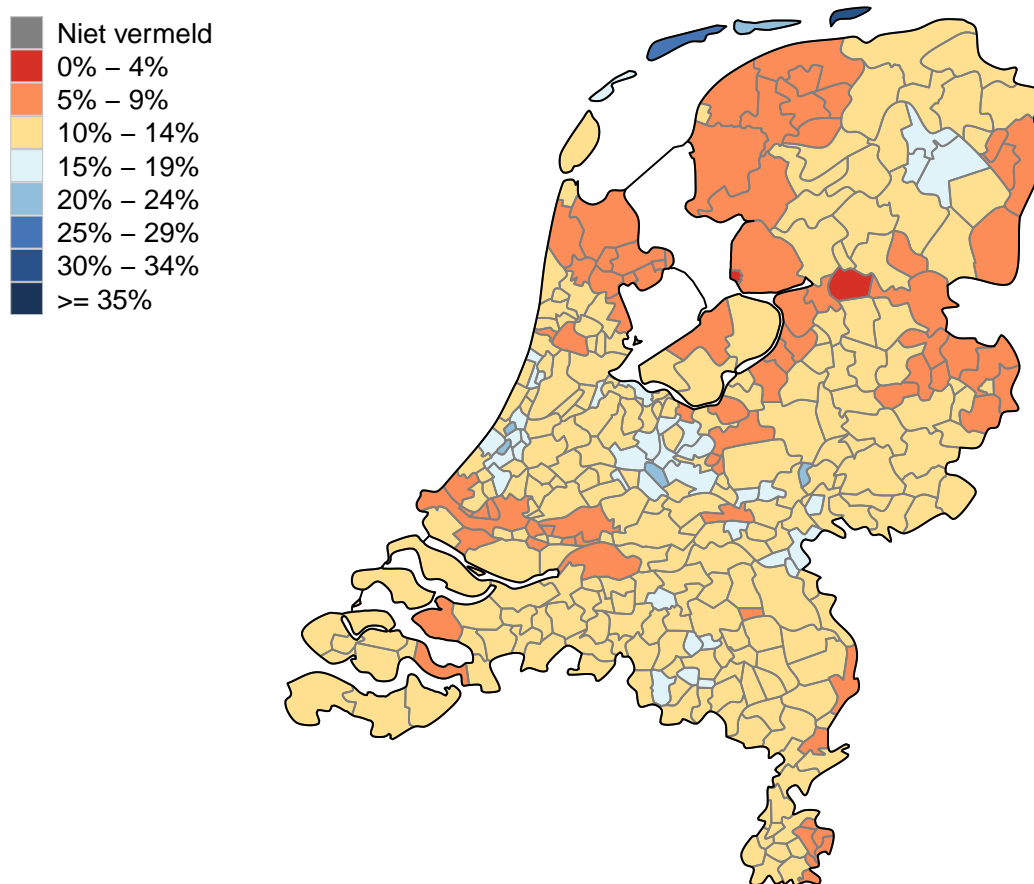 Niet vermeld
0% – 4%
5% – 9%
10% – 14%
15% – 19%
20% – 24%
25% – 29%
30% – 34%
>= 35%